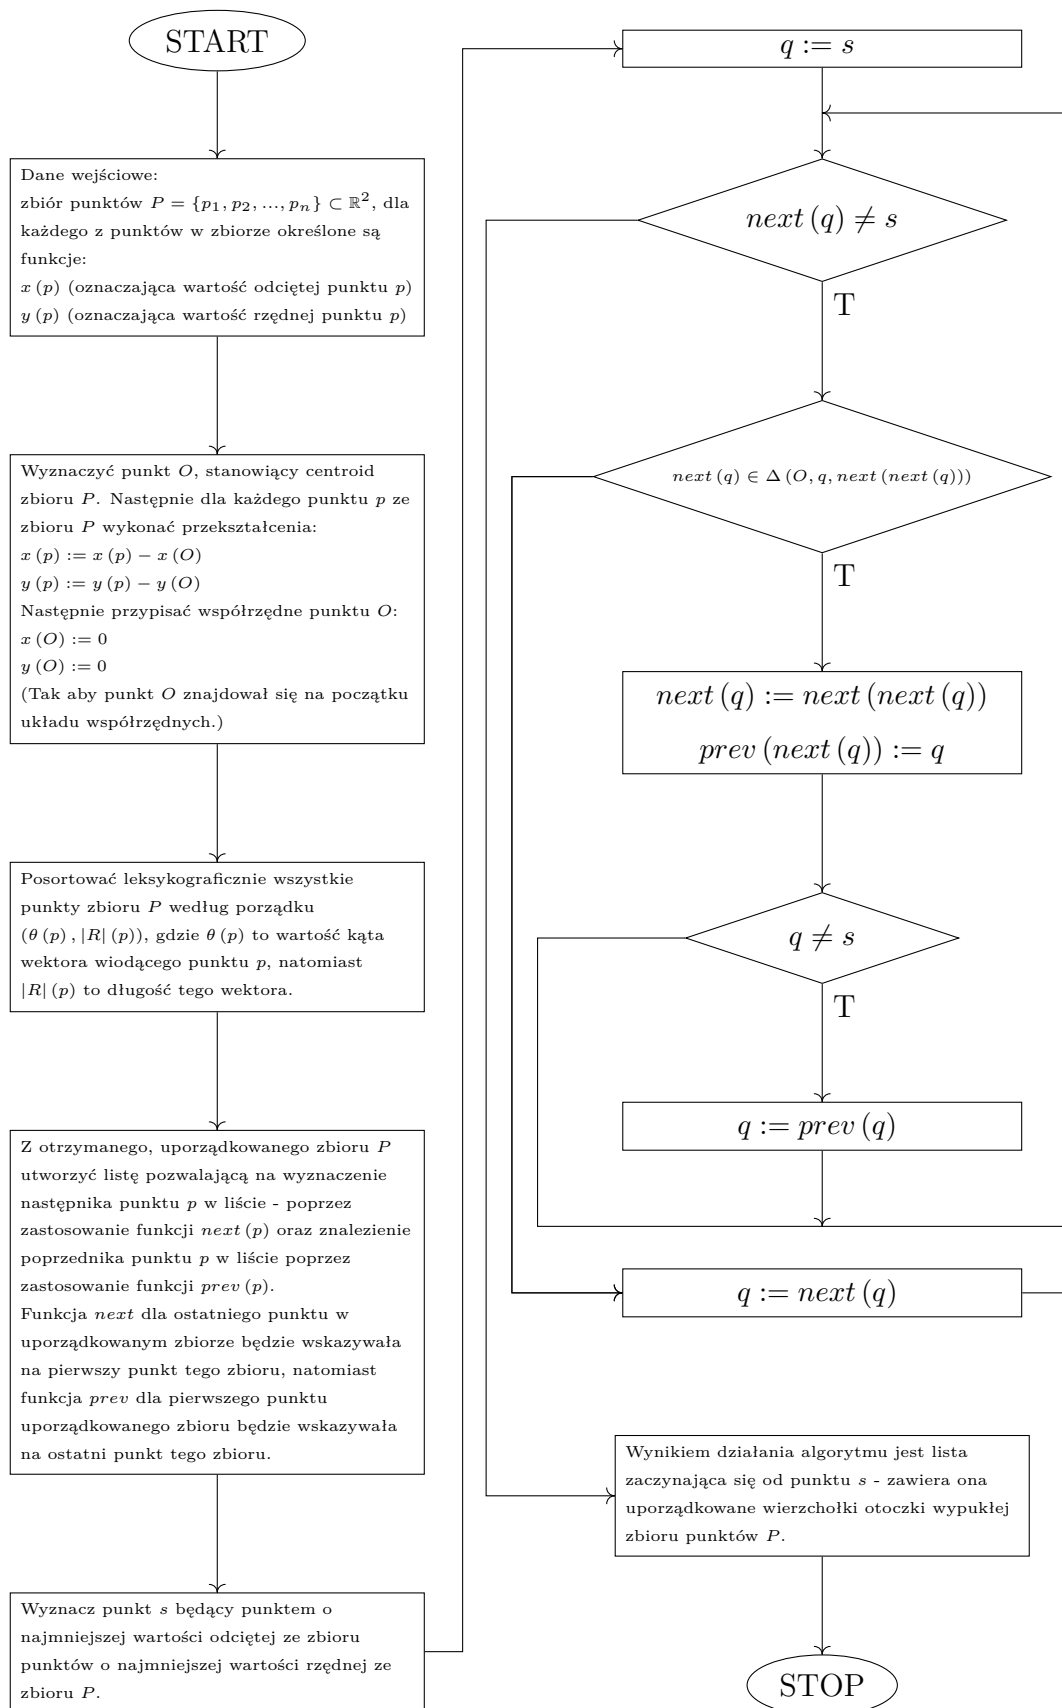 START
Dane wejściowe:
zbiór punktów P = {p₁, p₂, ..., pₙ} ⊂ ℝ², dla
każdego z punktów w zbiorze określone są
funkcje:
x (p) (oznaczająca wartość odciętej punktu p)
y (p) (oznaczająca wartość rzędnej punktu p)
Wyznaczyć punkt O, stanowiący centroid
zbioru P. Następnie dla każdego punktu p ze
zbioru P wykonać przekształcenia:
x (p) := x (p) − x (O)
y (p) := y (p) − y (O)
Następnie przypisać współrzędne punktu O:
x (O) := 0
y (O) := 0
(Tak aby punkt O znajdował się na początku
układu współrzędnych.)
Posortować leksykograficznie wszystkie
punkty zbioru P według porządku
(θ (p) , |R| (p)), gdzie θ (p) to wartość kąta
wektora wiodącego punktu p, natomiast
|R| (p) to długość tego wektora.
Z otrzymanego, uporządkowanego zbioru P
utworzyć listę pozwalającą na wyznaczenie
następnika punktu p w liście - poprzez
zastosowanie funkcji next (p) oraz znalezienie
poprzednika punktu p w liście poprzez
zastosowanie funkcji prev (p).
Funkcja next dla ostatniego punktu w
uporządkowanym zbiorze będzie wskazywała
na pierwszy punkt tego zbioru, natomiast
funkcja prev dla pierwszego punktu
uporządkowanego zbioru będzie wskazywała
na ostatni punkt tego zbioru.
Wyznacz punkt s będący punktem o
najmniejszej wartości odciętej ze zbioru
punktów o najmniejszej wartości rzędnej ze
zbioru P.
q := s
next (q) ≠ s
T
next (q) ∈ Δ (O, q, next (next (q)))
T
next (q) := next (next (q))
prev (next (q)) := q
q ≠ s
T
q := prev (q)
q := next (q)
Wynikiem działania algorytmu jest lista
zaczynająca się od punktu s - zawiera ona
uporządkowane wierzchołki otoczki wypukłej
zbioru punktów P.
STOP